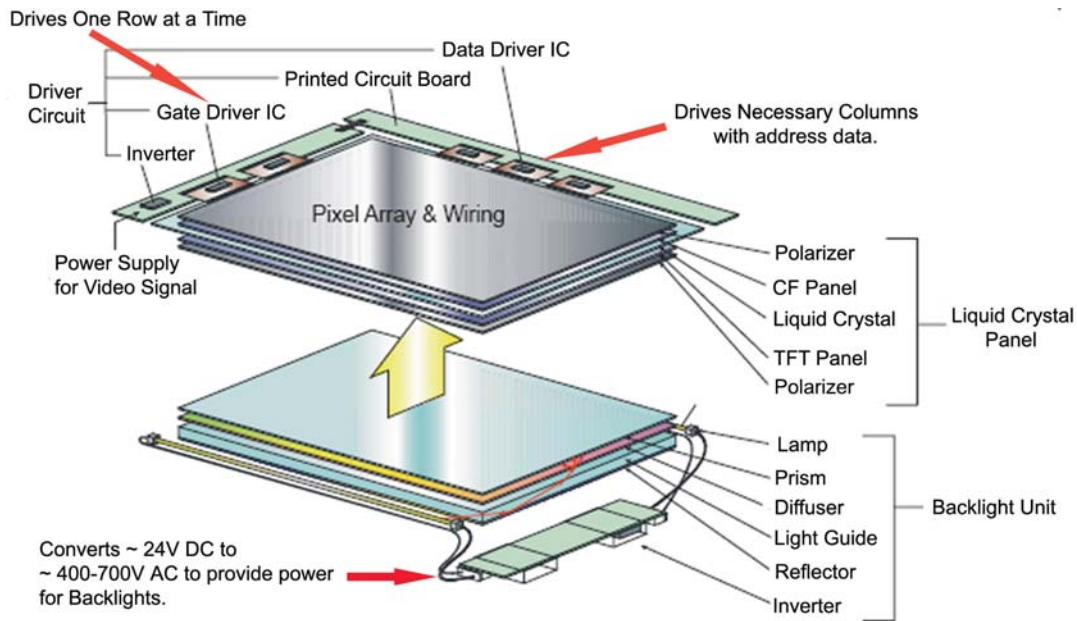 Drives One Row at a Time
Data Driver IC
Printed Circuit Board
Driver
Circuit
Gate Driver IC
Drives Necessary Columns
with address data.
Inverter
Pixel Array & Wiring
Power Supply
for Video Signal
Polarizer
CF Panel
Liquid Crystal
TFT Panel
Polarizer
Liquid Crystal
Panel
Lamp
Prism
Diffuser
Light Guide
Reflector
Inverter
Backlight Unit
Converts ~ 24V DC to
~ 400-700V AC to provide power
for Backlights.